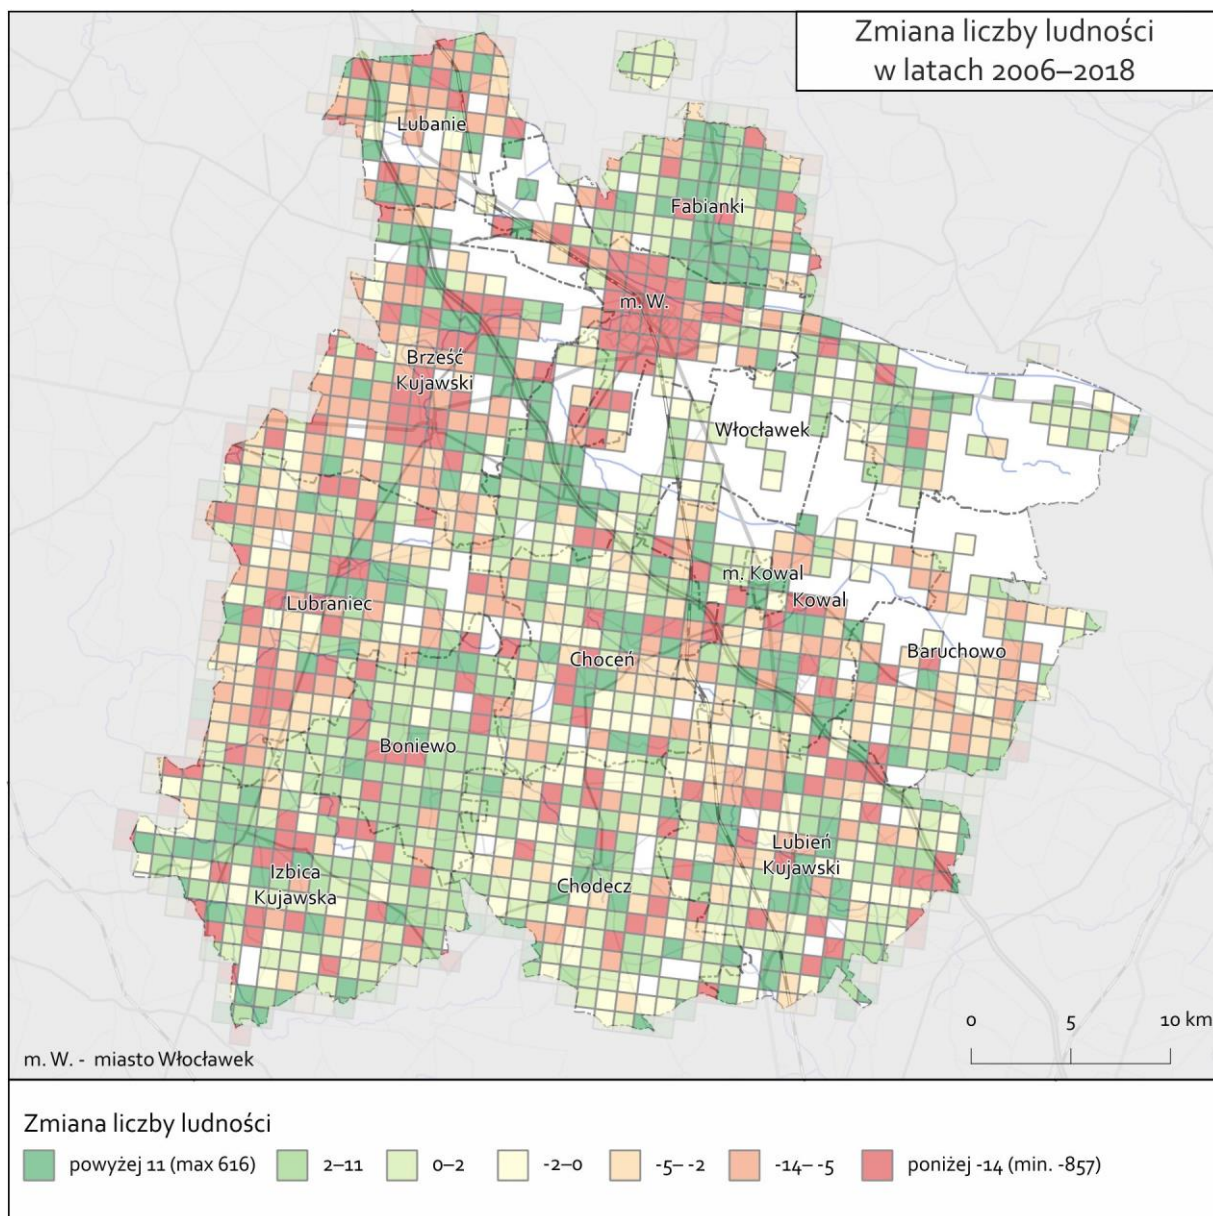 Zmiana liczby ludności
w latach 2006–2018
Lubanie
Fabianki
m. W.
Brześć
Kujawski
Włocławek
m. Kowal
Kowal
Lubraniec
Baruchowo
Choceń
Boniewo
Lubień
Kujawski
Izbica
Kujawska
Chodecz
0 5 10 km
m. W. - miasto Włocławek
Zmiana liczby ludności
powyżej 11 (max 616) 2–11 0–2 -2–0 -5– -2 -14– -5 poniżej -14 (min. -857)